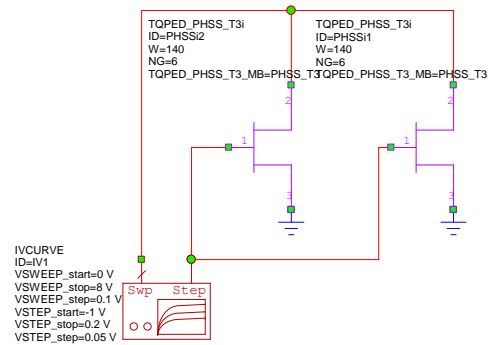 TQPED_PHSS_T3i
ID=PHSSi2
W=140
NG=6
TQPED_PHSS_T3_MB=PHSS_T3
TQPED_PHSS_T3i
ID=PHSSi1
W=140
NG=6
TQPED_PHSS_T3_MB=PHSS_T3
2
1
3
2
1
3
IVCURVE
ID=IV1
VSWEEP_start=0 V
VSWEEP_stop=8 V
VSWEEP_step=0.1 V
VSTEP_start=-1 V
VSTEP_stop=0.2 V
VSTEP_step=0.05 V
Swp Step